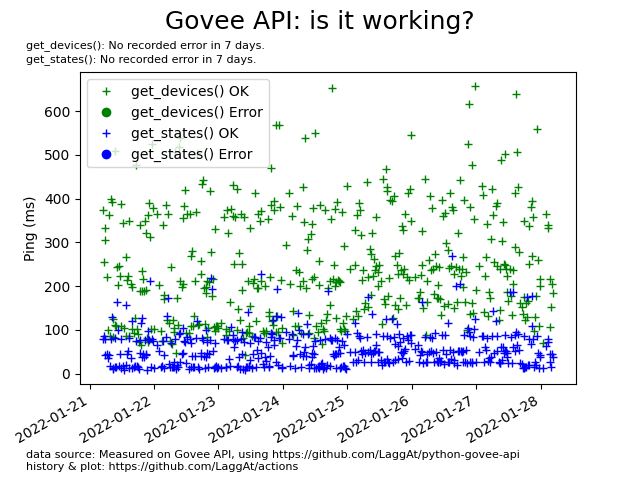 Govee API: is it working?
get_devices(): No recorded error in 7 days.
get_states(): No recorded error in 7 days.
get_devices() OK
get_devices() Error
get_states() OK
get_states() Error
600
500
400
300
200
100
0
Ping (ms)
2022-01-21
2022-01-22
2022-01-23
2022-01-24
2022-01-25
2022-01-26
2022-01-27
2022-01-28
data source: Measured on Govee API, using https://github.com/LaggAt/python-govee-api
history & plot: https://github.com/LaggAt/actions